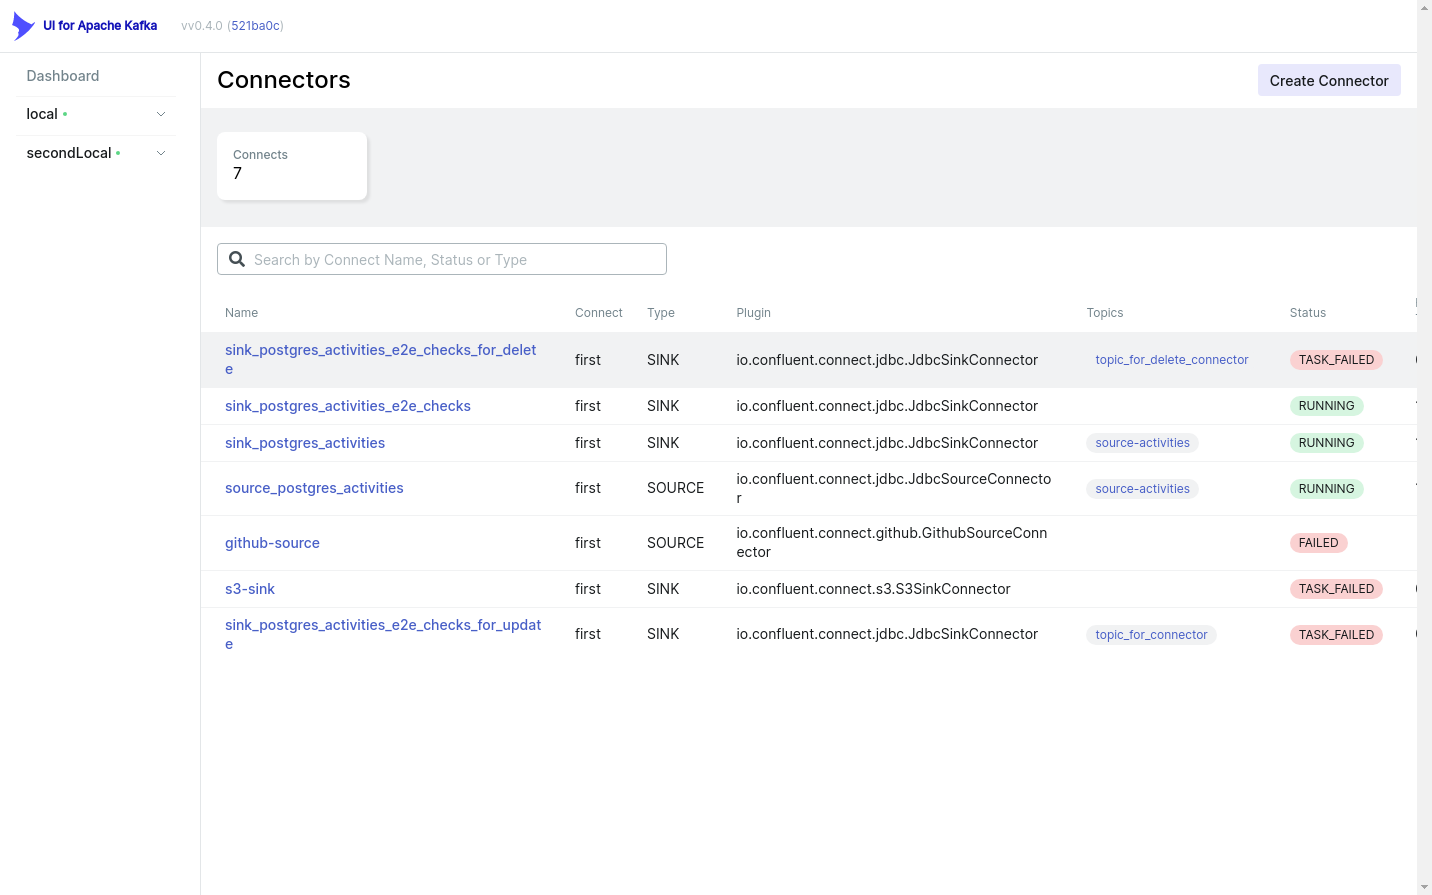 UI for Apache Kafka vv0.4.0 (521ba0c)
Dashboard
local
secondLocal
Connectors
Create Connector
Connects
7
Search by Connect Name, Status or Type
Name Connect Type Plugin Topics Status
sink_postgres_activities_e2e_checks_for_delet
e
first SINK io.confluent.connect.jdbc.JdbcSinkConnector topic_for_delete_connector TASK_FAILED
sink_postgres_activities_e2e_checks first SINK io.confluent.connect.jdbc.JdbcSinkConnector RUNNING
sink_postgres_activities first SINK io.confluent.connect.jdbc.JdbcSinkConnector source-activities RUNNING
source_postgres_activities first SOURCE io.confluent.connect.jdbc.JdbcSourceConnecto
r
source-activities RUNNING
github-source first SOURCE io.confluent.connect.github.GithubSourceConn
ector
FAILED
s3-sink first SINK io.confluent.connect.s3.S3SinkConnector TASK_FAILED
sink_postgres_activities_e2e_checks_for_updat
e
first SINK io.confluent.connect.jdbc.JdbcSinkConnector topic_for_connector TASK_FAILED